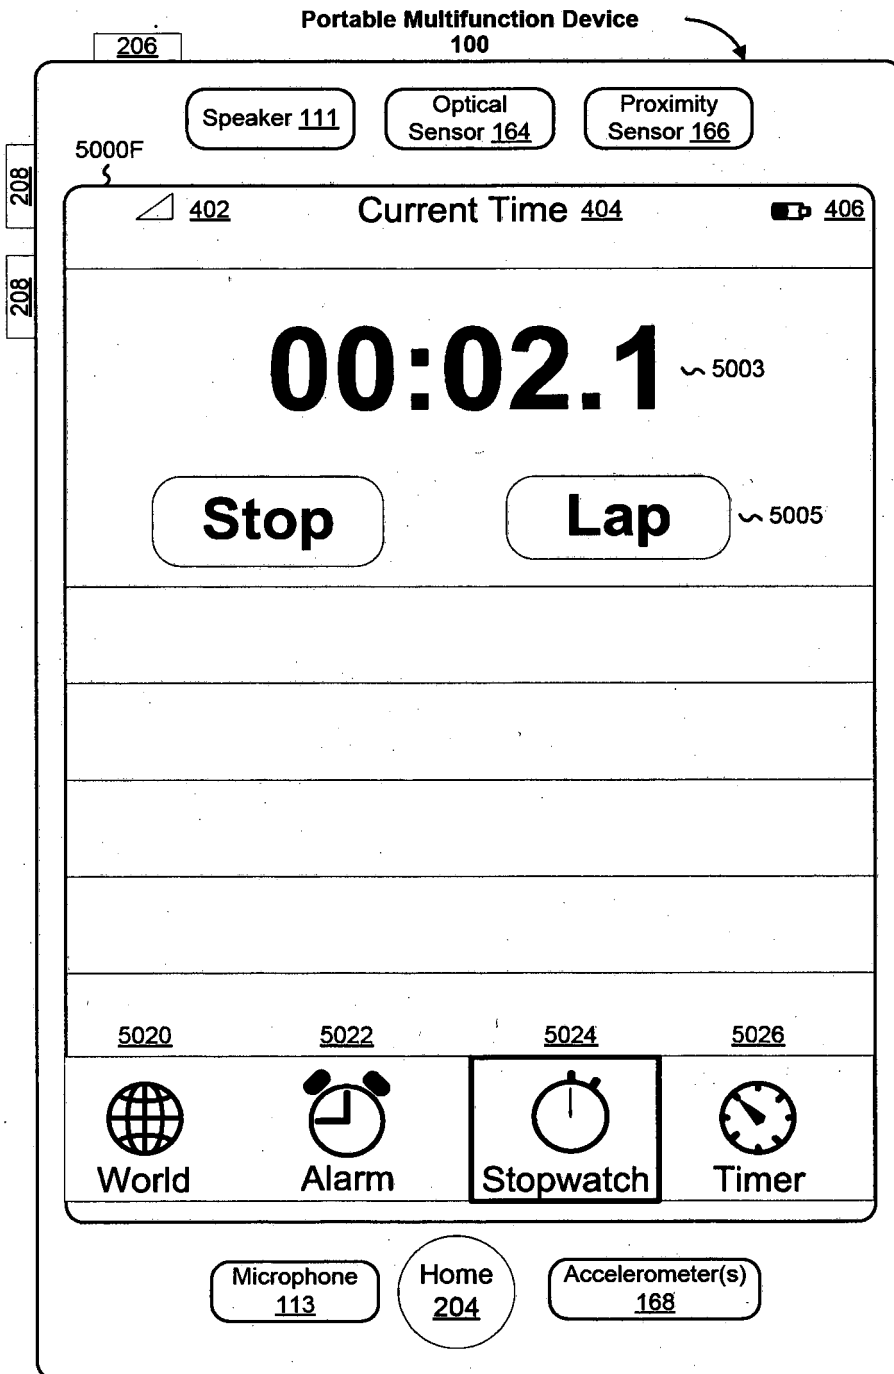 Portable Multifunction Device
100
206
Speaker 111
Optical
Sensor 164
Proximity
Sensor 166
5000F
208
208
402
Current Time 404
406
00:02.1
5003
Stop
Lap
5005
5020
5022
5024
5026
World
Alarm
Stopwatch
Timer
Microphone
113
Home
204
Accelerometer(s)
168